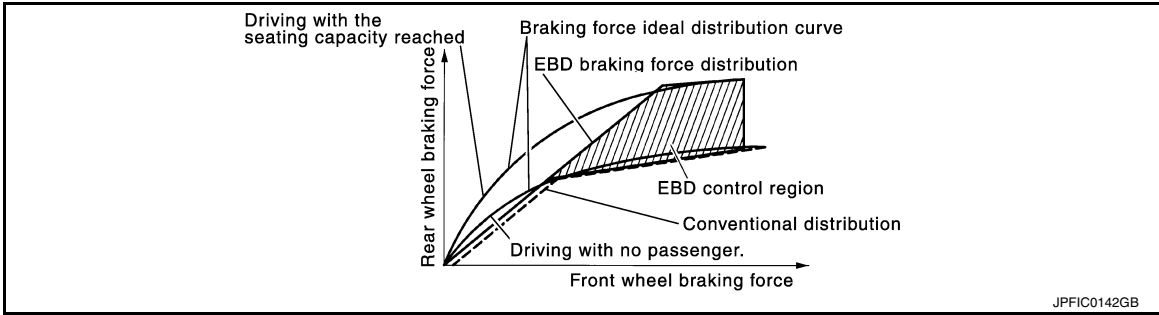 Driving with the
seating capacity reached
Braking force ideal distribution curve
EBD braking force distribution
Rear wheel braking force
EBD control region
Conventional distribution
Driving with no passenger.
Front wheel braking force
JPFIC0142GB